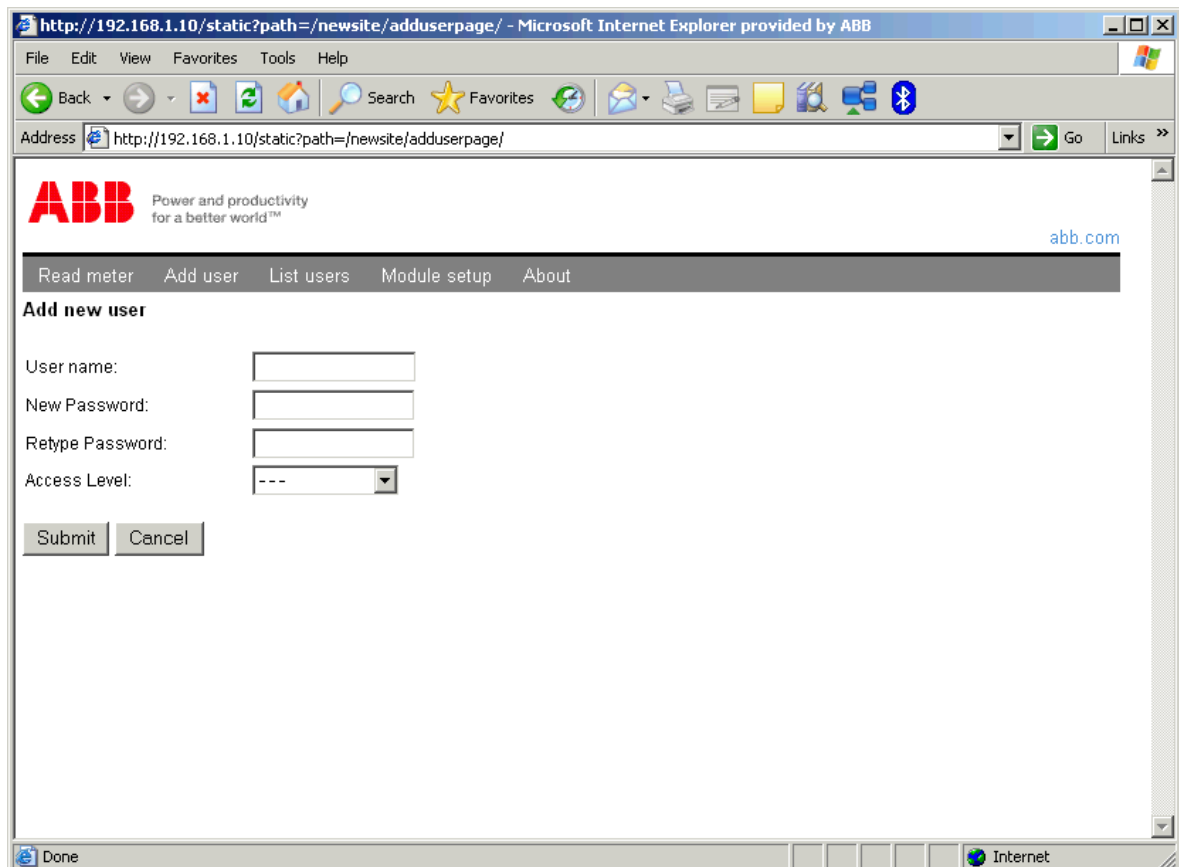 http://192.168.1.10/static?path=/newsite/adduserpage/ - Microsoft Internet Explorer provided by ABB
File Edit View Favorites Tools Help
Back Search Favorites
Address http://192.168.1.10/static?path=/newsite/adduserpage/ Go Links »
ABB Power and productivity
for a better world™
abb.com
Read meter Add user List users Module setup About
Add new user
User name:
New Password:
Retype Password:
Access Level: ---
Submit Cancel
Done Internet